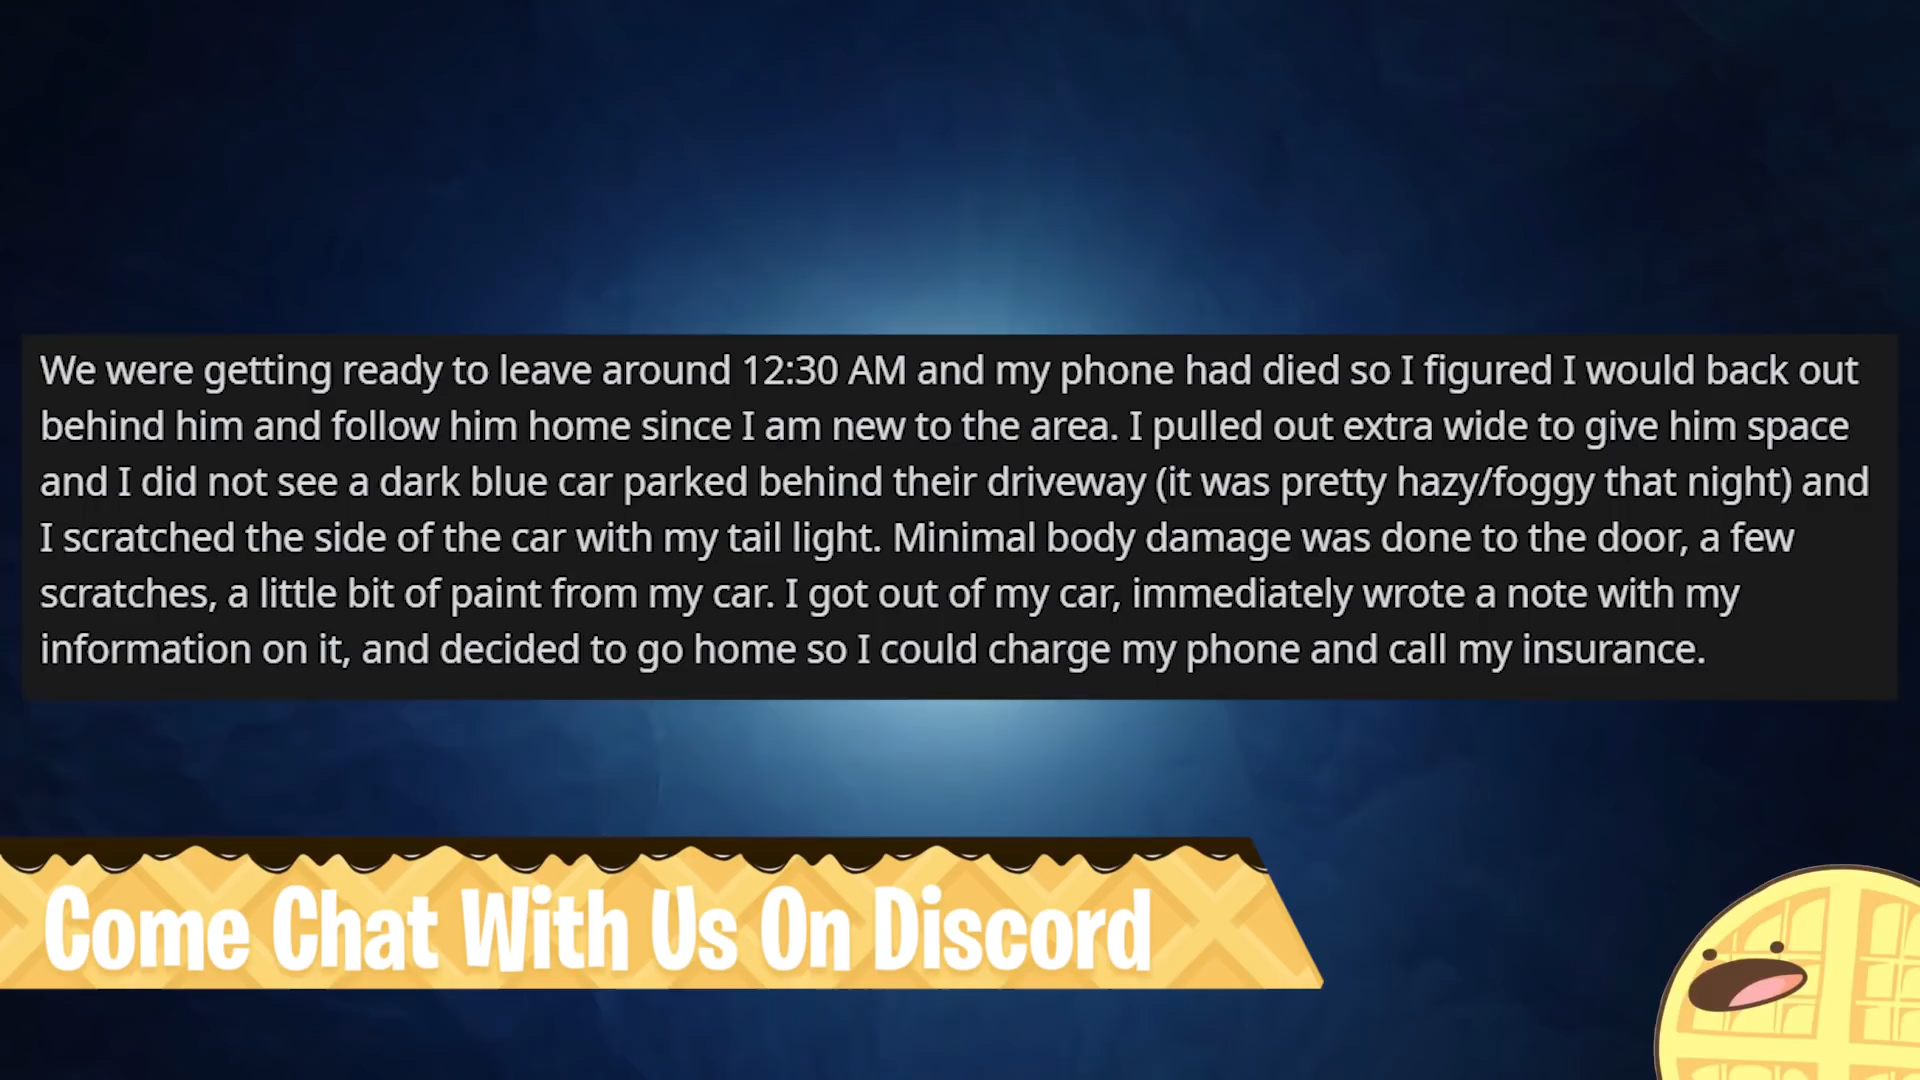 We were getting ready to leave around 12:30 AM and my phone had died so I figured I would back out
behind him and follow him home since I am new to the area. I pulled out extra wide to give him space
and I did not see a dark blue car parked behind their driveway (it was pretty hazy/foggy that night) and
I scratched the side of the car with my tail light. Minimal body damage was done to the door, a few
scratches, a little bit of paint from my car. I got out of my car, immediately wrote a note with my
information on it, and decided to go home so I could charge my phone and call my insurance.
Come Chat With Us On Discord